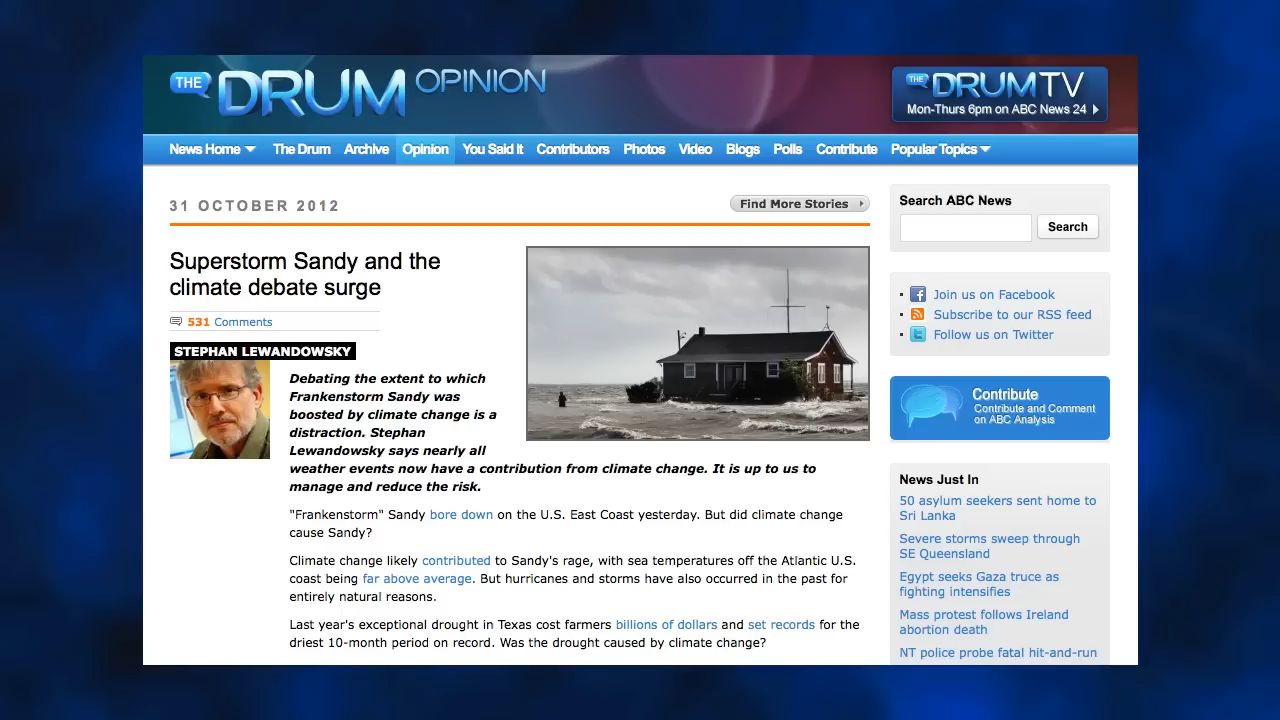 THE DRUM OPINION
THE DRUM TV
Mon-Thurs 6pm on ABC News 24
News Home The Drum Archive Opinion You Said It Contributors Photos Video Blogs Polls Contribute Popular Topics
31 OCTOBER 2012
Find More Stories
Superstorm Sandy and the
climate debate surge
531 Comments
STEPHAN LEWANDOWSKY
Debating the extent to which
Frankenstorm Sandy was
boosted by climate change is a
distraction. Stephan
Lewandowsky says nearly all
weather events now have a contribution from climate change. It is up to us to
manage and reduce the risk.
"Frankenstorm" Sandy bore down on the U.S. East Coast yesterday. But did climate change
cause Sandy?
Climate change likely contributed to Sandy's rage, with sea temperatures off the Atlantic U.S.
coast being far above average. But hurricanes and storms have also occurred in the past for
entirely natural reasons.
Last year's exceptional drought in Texas cost farmers billions of dollars and set records for the
driest 10-month period on record. Was the drought caused by climate change?
Search ABC News
Search
Join us on Facebook
Subscribe to our RSS feed
Follow us on Twitter
Contribute
Contribute and Comment
on ABC Analysis
News Just In
50 asylum seekers sent home to
Sri Lanka
Severe storms sweep through
SE Queensland
Egypt seeks Gaza truce as
fighting intensifies
Mass protest follows Ireland
abortion death
NT police probe fatal hit-and-run